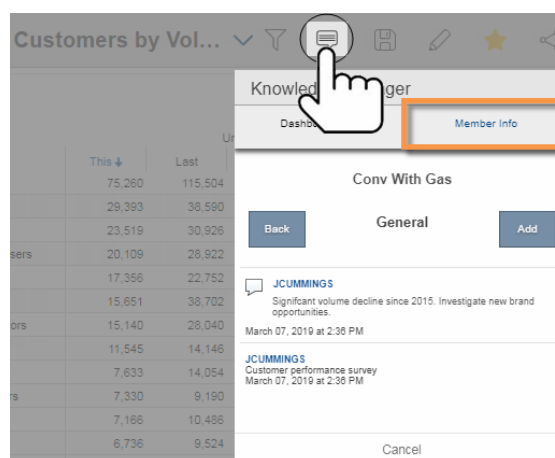 Customers by Vol...
Knowled ger
Dashbo
Member Info
Ur
This Last
75,260 115,504
29,393 38,590
23,519 30,926
sers 20,109 28,922
17,356 22,752
15,651 38,702
ors 15,140 28,040
11,545 14,146
7,633 14,054
rs 7,330 9,190
7,166 10,486
6,736 9,524
Conv With Gas
Back
General
Add
JCUMMINGS
Signifcant volume decline since 2015. Investigate new brand
opportunities.
March 07, 2019 at 2:36 PM
JCUMMINGS
Customer performance survey
March 07, 2019 at 2:36 PM
Cancel